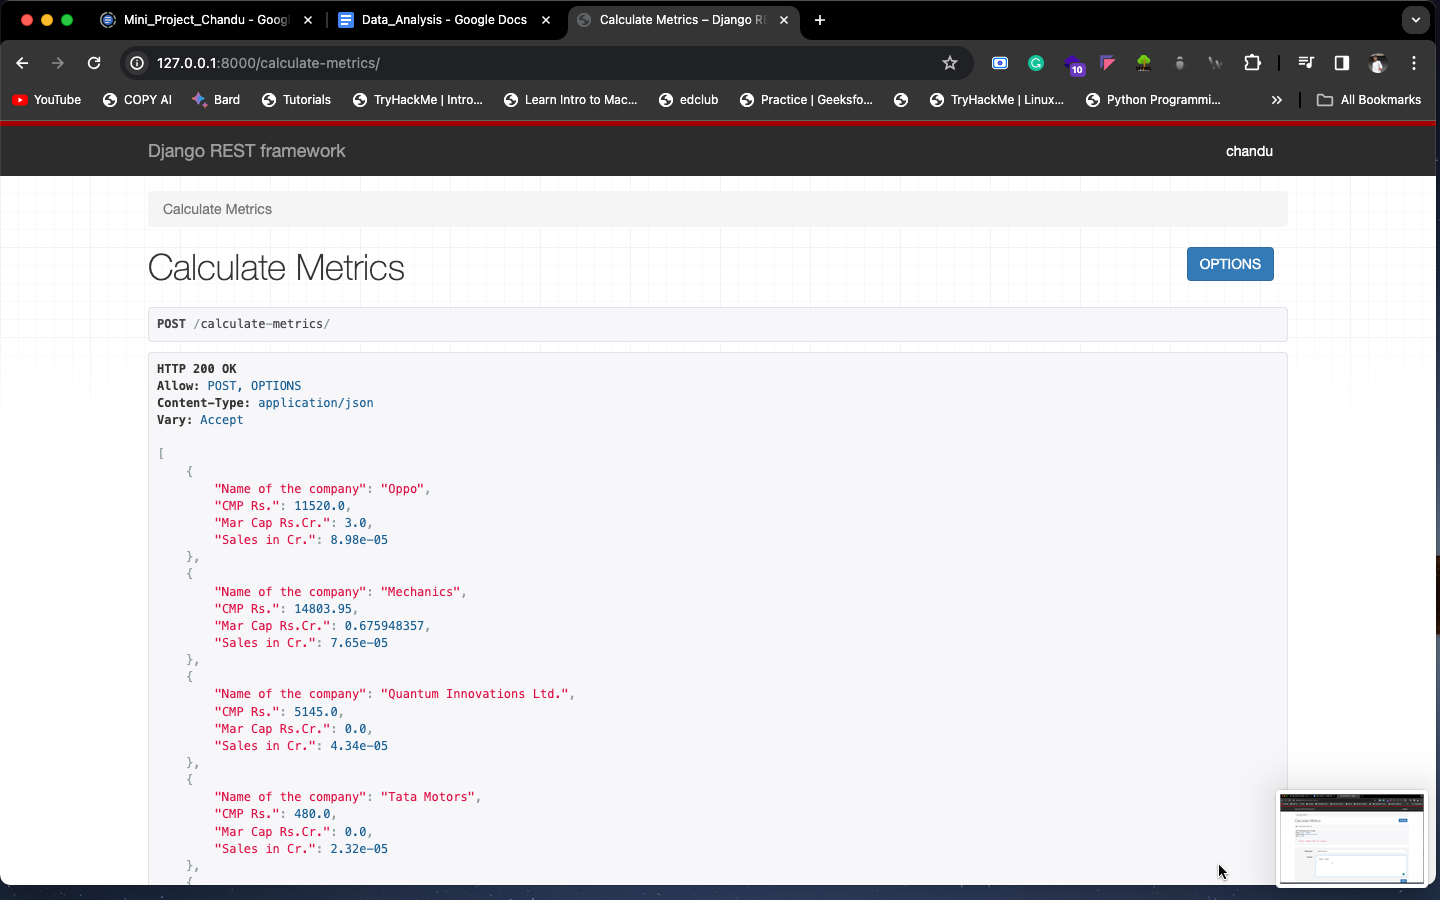 Mini_Project_Chandu - Googl
Data_Analysis - Google Docs
Calculate Metrics – Django RE
127.0.0.1:8000/calculate-metrics/
10
YouTube
COPY AI
Bard
Tutorials
TryHackMe | Intro...
Learn Intro to Mac...
edclub
Practice | Geeksfo...
TryHackMe | Linux...
Python Programmi...
All Bookmarks
Django REST framework
chandu
Calculate Metrics
Calculate Metrics
OPTIONS
POST /calculate-metrics/
HTTP 200 OK
Allow: POST, OPTIONS
Content-Type: application/json
Vary: Accept
[
{
"Name of the company": "Oppo",
"CMP Rs.": 11520.0,
"Mar Cap Rs.Cr.": 3.0,
"Sales in Cr.": 8.98e-05
},
{
"Name of the company": "Mechanics",
"CMP Rs.": 14803.95,
"Mar Cap Rs.Cr.": 0.675948357,
"Sales in Cr.": 7.65e-05
},
{
"Name of the company": "Quantum Innovations Ltd.",
"CMP Rs.": 5145.0,
"Mar Cap Rs.Cr.": 0.0,
"Sales in Cr.": 4.34e-05
},
{
"Name of the company": "Tata Motors",
"CMP Rs.": 480.0,
"Mar Cap Rs.Cr.": 0.0,
"Sales in Cr.": 2.32e-05
},
{